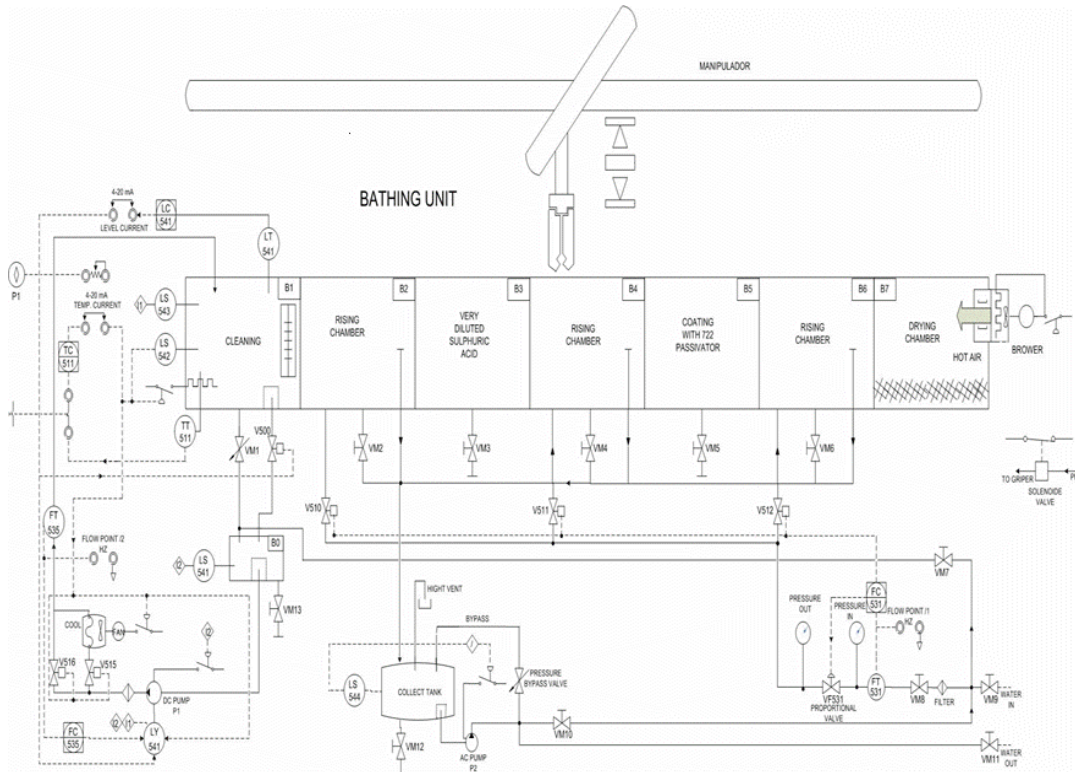 MANIPULADOR
BATHING UNIT
4-20 mA
LC
541
LEVEL CURRENT
LT
541
P1
4-20 mA
TEMP. CURRENT
I1
LS
543
LS
542
TC
511
TT
511
B1
CLEANING
B2
RISING
CHAMBER
B3
VERY
DILUTED
SULPHURIC
ACID
B4
RISING
CHAMBER
B5
COATING
WITH 722
PASSIVATOR
B6
RISING
CHAMBER
B7
DRYING
CHAMBER
HOT AIR
BROWER
VM1
V500
VM2
VM3
VM4
VM5
VM6
TO GRIPER
SOLENOIDE
VALVE
V510
V511
V512
FT
535
FLOW POINT /2
HZ
I2
LS
541
B0
VM13
VM7
COOL
FAN
I2
V516
V515
DC PUMP
P1
I2
I1
FC
535
LY
541
HIGHT VENT
BYPASS
I
LS
544
COLLECT TANK
PRESSURE
BYPASS VALVE
VM12
AC PUMP
P2
VM10
PRESSURE
OUT
PRESSURE
IN
FC
531
FLOW POINT /1
HZ
VF531
PROPORTIONAL
VALVE
FT
531
VM8
FILTER
VM9
WATER
IN
VM11
WATER
OUT